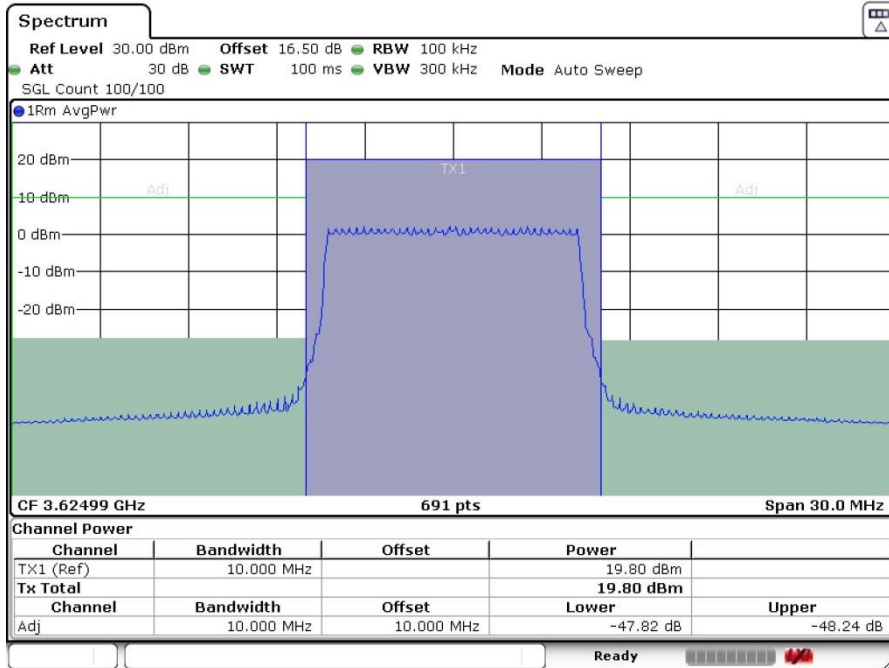 Spectrum
Ref Level 30.00 dBm Offset 16.50 dB RBW 100 kHz
Att 30 dB SWT 100 ms VBW 300 kHz Mode Auto Sweep
SGL Count 100/100
1Rm AvgPwr
20 dBm
TX1
Adj Adj
10 dBm
0 dBm
-10 dBm
-20 dBm
CF 3.62499 GHz 691 pts Span 30.0 MHz
Channel Power
Channel Bandwidth Offset Power
TX1 (Ref) 10.000 MHz 19.80 dBm
Tx Total 19.80 dBm
Channel Bandwidth Offset Lower Upper
Adj 10.000 MHz 10.000 MHz -47.82 dB -48.24 dB
Ready